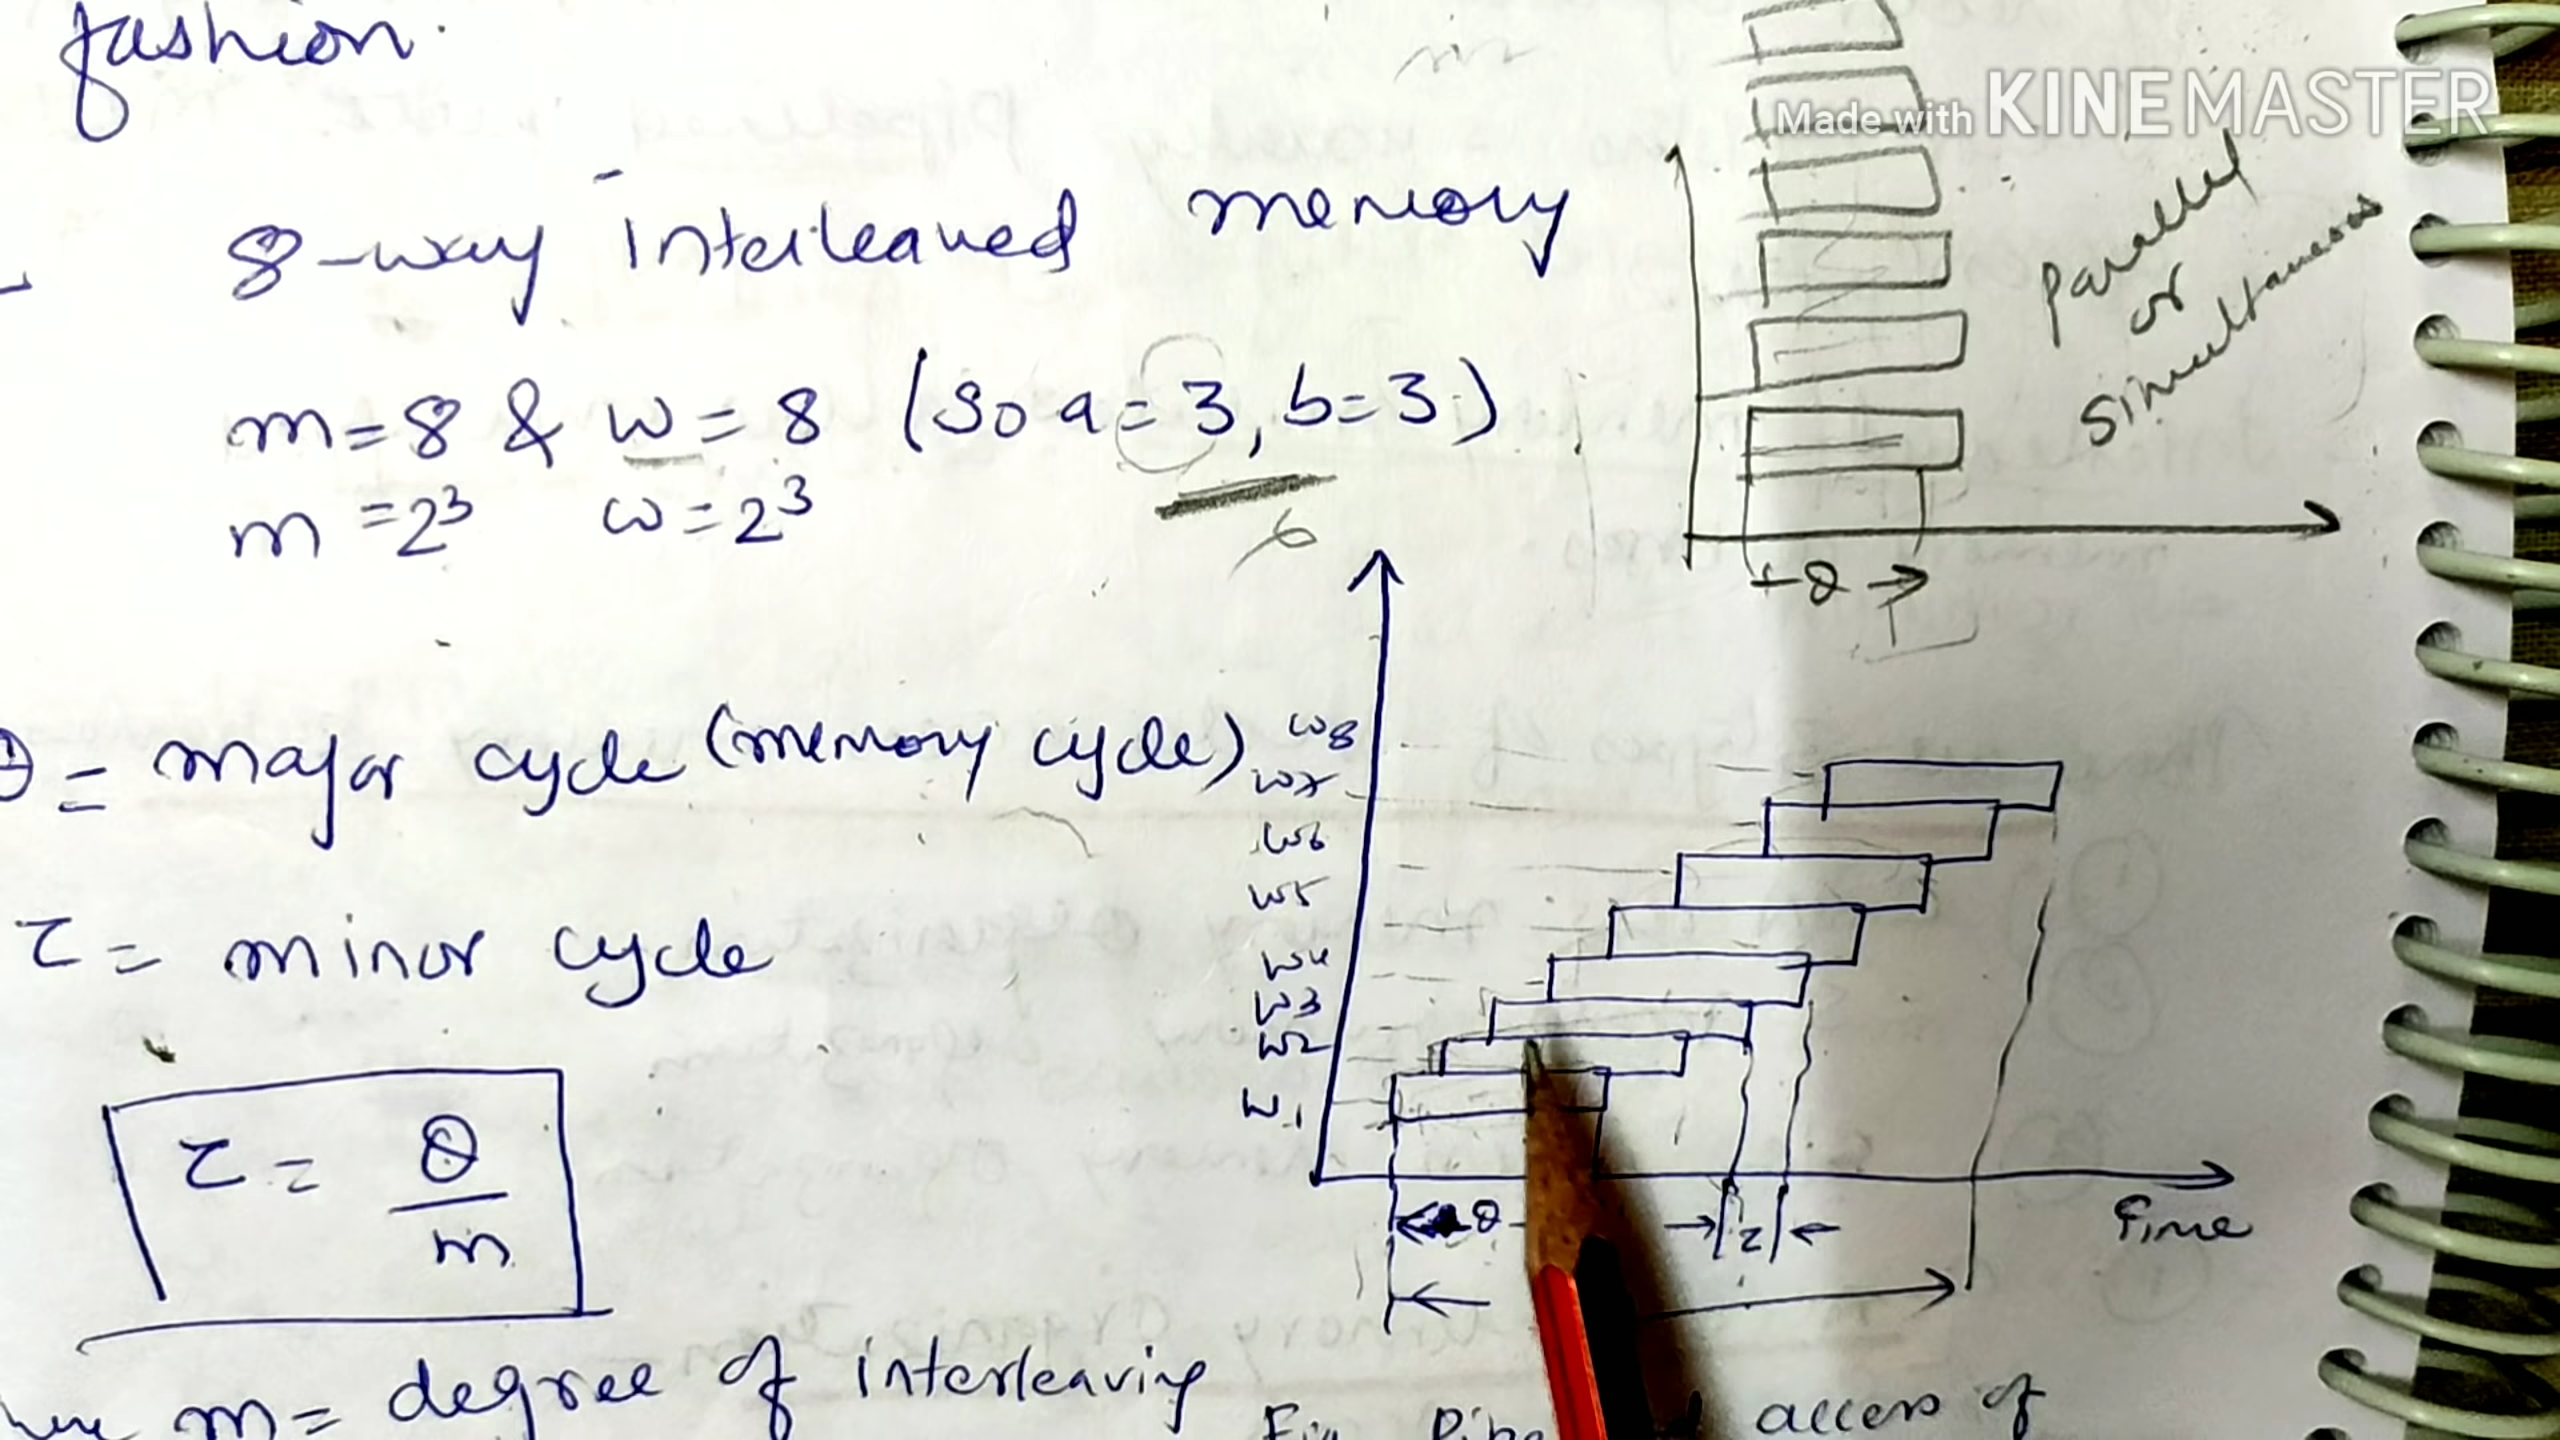 fashion.
Made with KINEMASTER
8-way interleaved memory
Parallel
or
Simultaneous
m=8 & w=8 (so a=3, b=3)
m=2³ w=2³
6
θ
θ= major cycle (memory cycle)
w8
w7
w6
w5
w4
w3
w2
w1
τ= minor cycle
τ= θ/m
θ
τ
Time
m= degree of interleaving
Fig access of